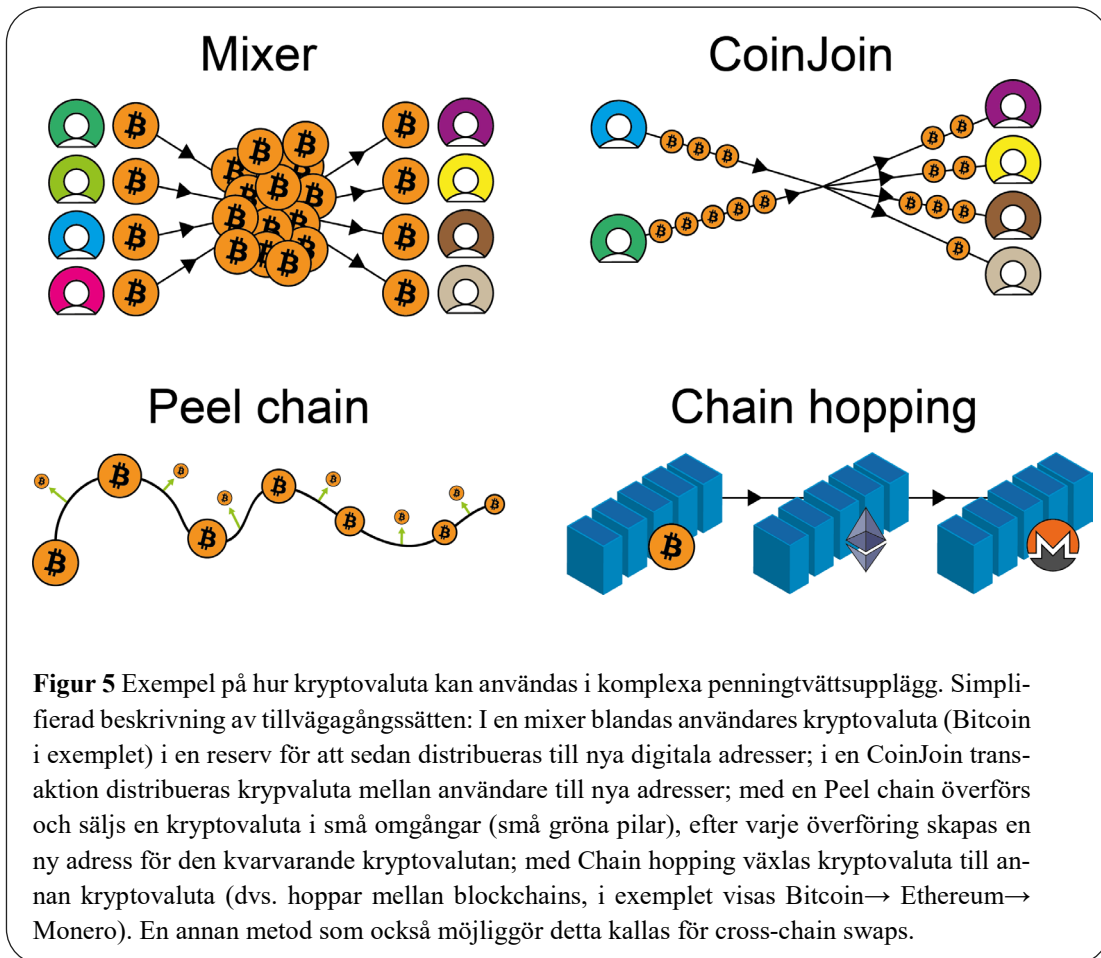 Mixer
CoinJoin
Peel chain
Chain hopping
Figur 5 Exempel på hur kryptovaluta kan användas i komplexa penningtvättsupplägg. Simpli-
fierad beskrivning av tillvägagångssätten: I en mixer blandas användares kryptovaluta (Bitcoin
i exemplet) i en reserv för att sedan distribueras till nya digitala adresser; i en CoinJoin trans-
aktion distribueras krypvaluta mellan användare till nya adresser; med en Peel chain överförs
och säljs en kryptovaluta i små omgångar (små gröna pilar), efter varje överföring skapas en
ny adress för den kvarvarande kryptovalutan; med Chain hopping växlas kryptovaluta till an-
nan kryptovaluta (dvs. hoppar mellan blockchains, i exemplet visas Bitcoin→ Ethereum→
Monero). En annan metod som också möjliggör detta kallas för cross-chain swaps.